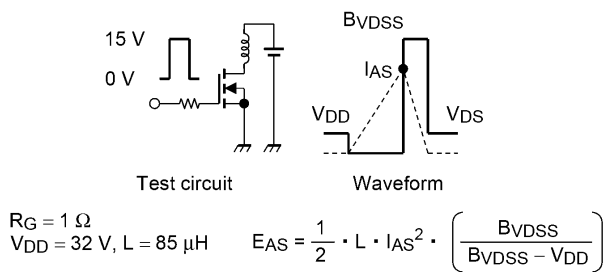 15 V
0 V
BVDSS
IAS
VDD
VDS
Test circuit
Waveform
RG = 1 Ω
VDD = 32 V, L = 85 μH
EAS = 1/2 · L · IAS² · (BVDSS / (BVDSS − VDD))